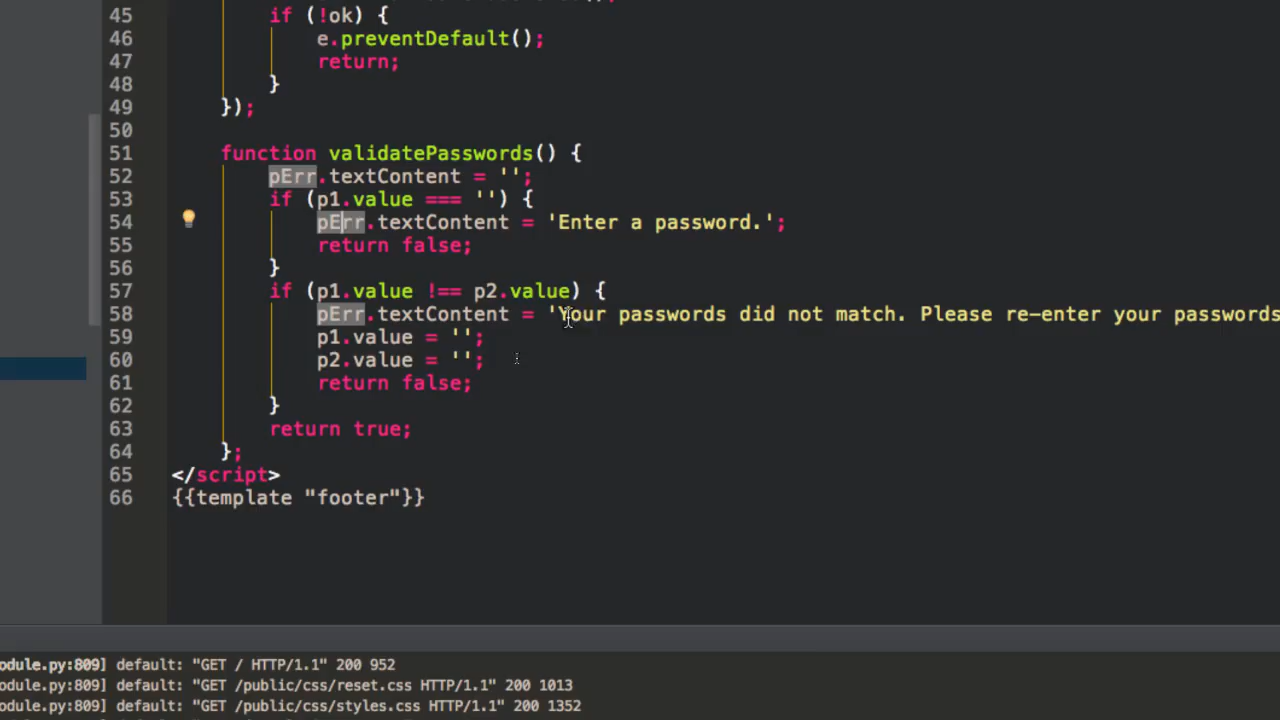 45 if (!ok) {
46 e.preventDefault();
47 return;
48 }
49 });
50
51 function validatePasswords() {
52 pErr.textContent = '';
53 if (p1.value === '') {
54 pErr.textContent = 'Enter a password.';
55 return false;
56 }
57 if (p1.value !== p2.value) {
58 pErr.textContent = 'Your passwords did not match. Please re-enter your passwords
59 p1.value = '';
60 p2.value = '';
61 return false;
62 }
63 return true;
64 };
65 </script>
66 {{template "footer"}}
odule.py:809] default: "GET / HTTP/1.1" 200 952
odule.py:809] default: "GET /public/css/reset.css HTTP/1.1" 200 1013
odule.py:809] default: "GET /public/css/styles.css HTTP/1.1" 200 1352